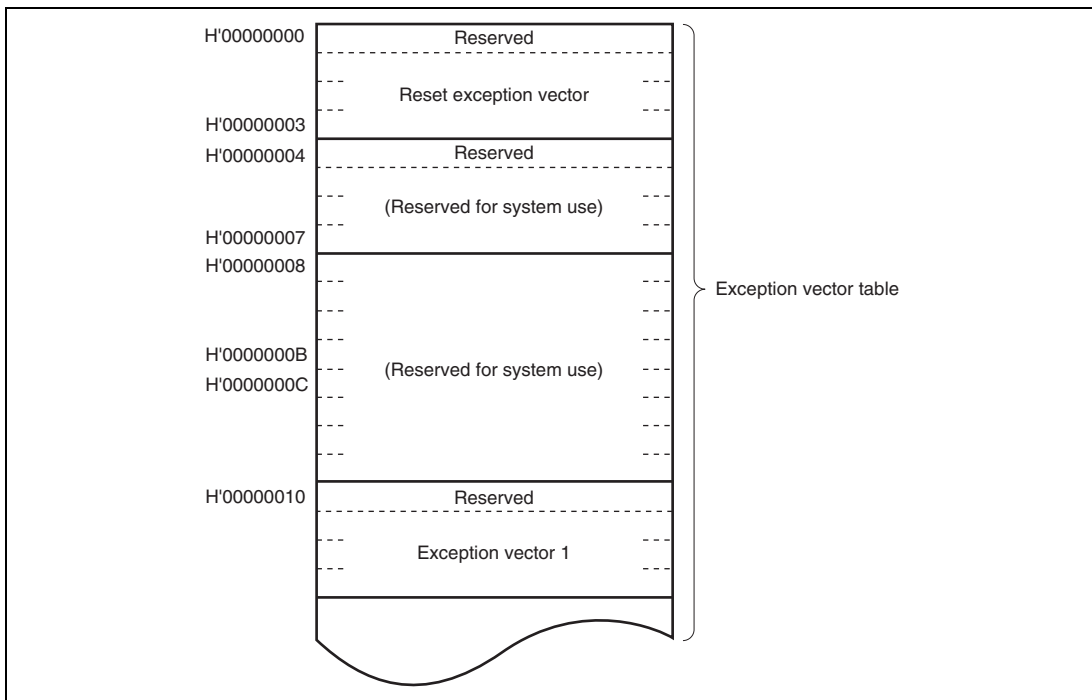 H'00000000
Reserved
Reset exception vector
H'00000003
H'00000004
Reserved
(Reserved for system use)
H'00000007
H'00000008
Exception vector table
H'0000000B
(Reserved for system use)
H'0000000C
H'00000010
Reserved
Exception vector 1